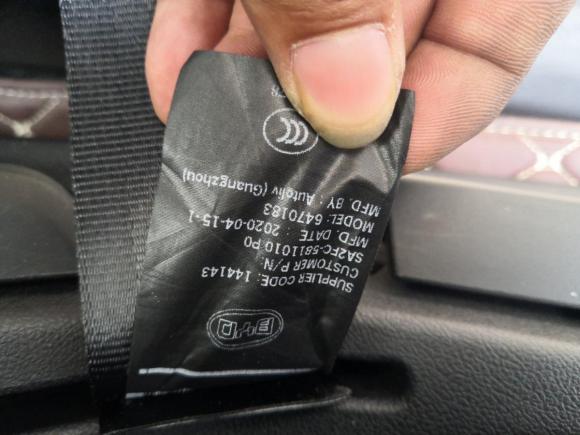 BYD
SUPPLIER CODE: 144143
CUSTOMER P/N:
SA2FC-5811010 P0
MFD. DATE : 2020-04-15-1
MODEL: 6470183
MFD. BY : Autoliv (Guangzhou)
CCC